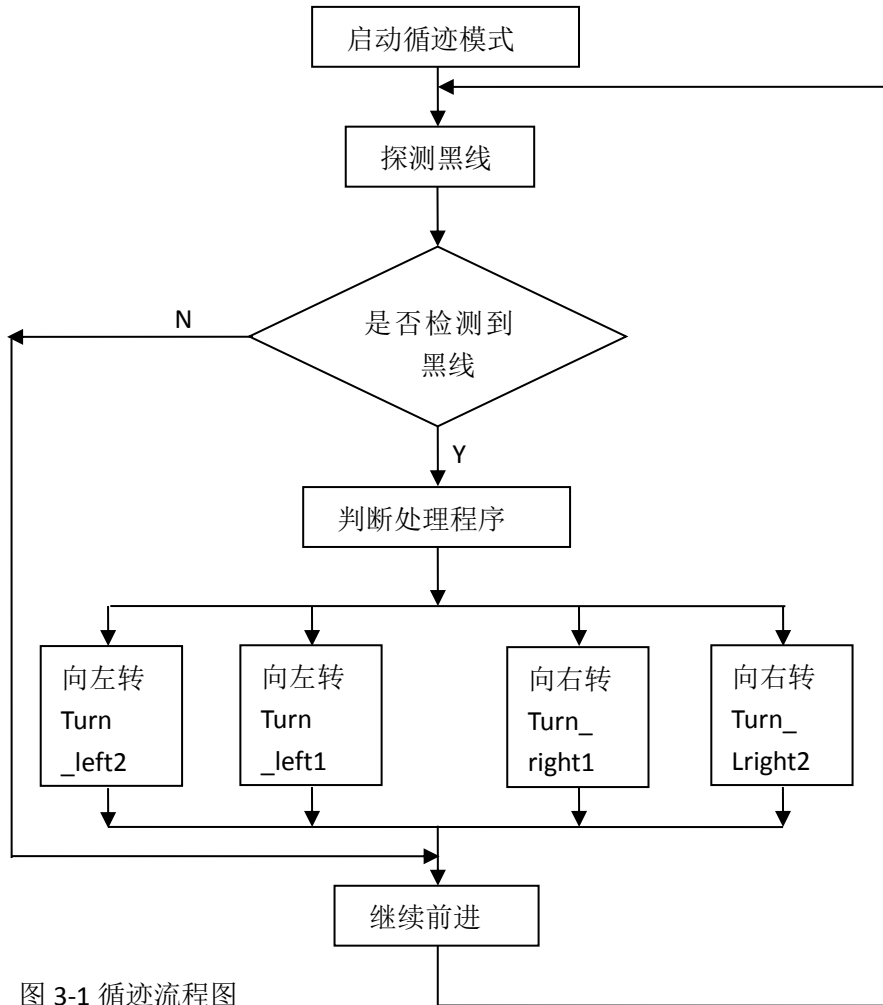 启动循迹模式
探测黑线
N
是否检测到
黑线
Y
判断处理程序
向左转
Turn
_left2
向左转
Turn
_left1
向右转
Turn_
right1
向右转
Turn_
Lright2
继续前进
图 3-1 循迹流程图